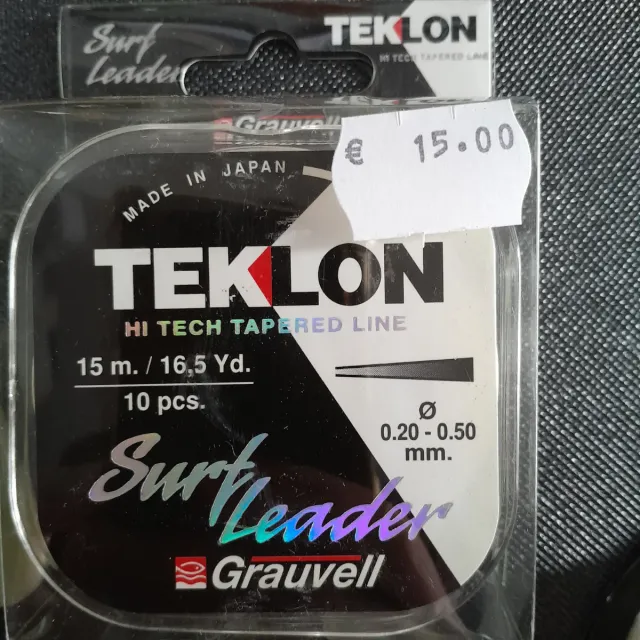 Surf
Leader
TEKLON
HI TECH TAPERED LINE
Grauvell
€ 15.00
MADE IN JAPAN
TEKLON
HI TECH TAPERED LINE
15 m. / 16,5 Yd.
10 pcs.
Ø
0.20 - 0.50
mm.
Surf
Leader
Grauvell